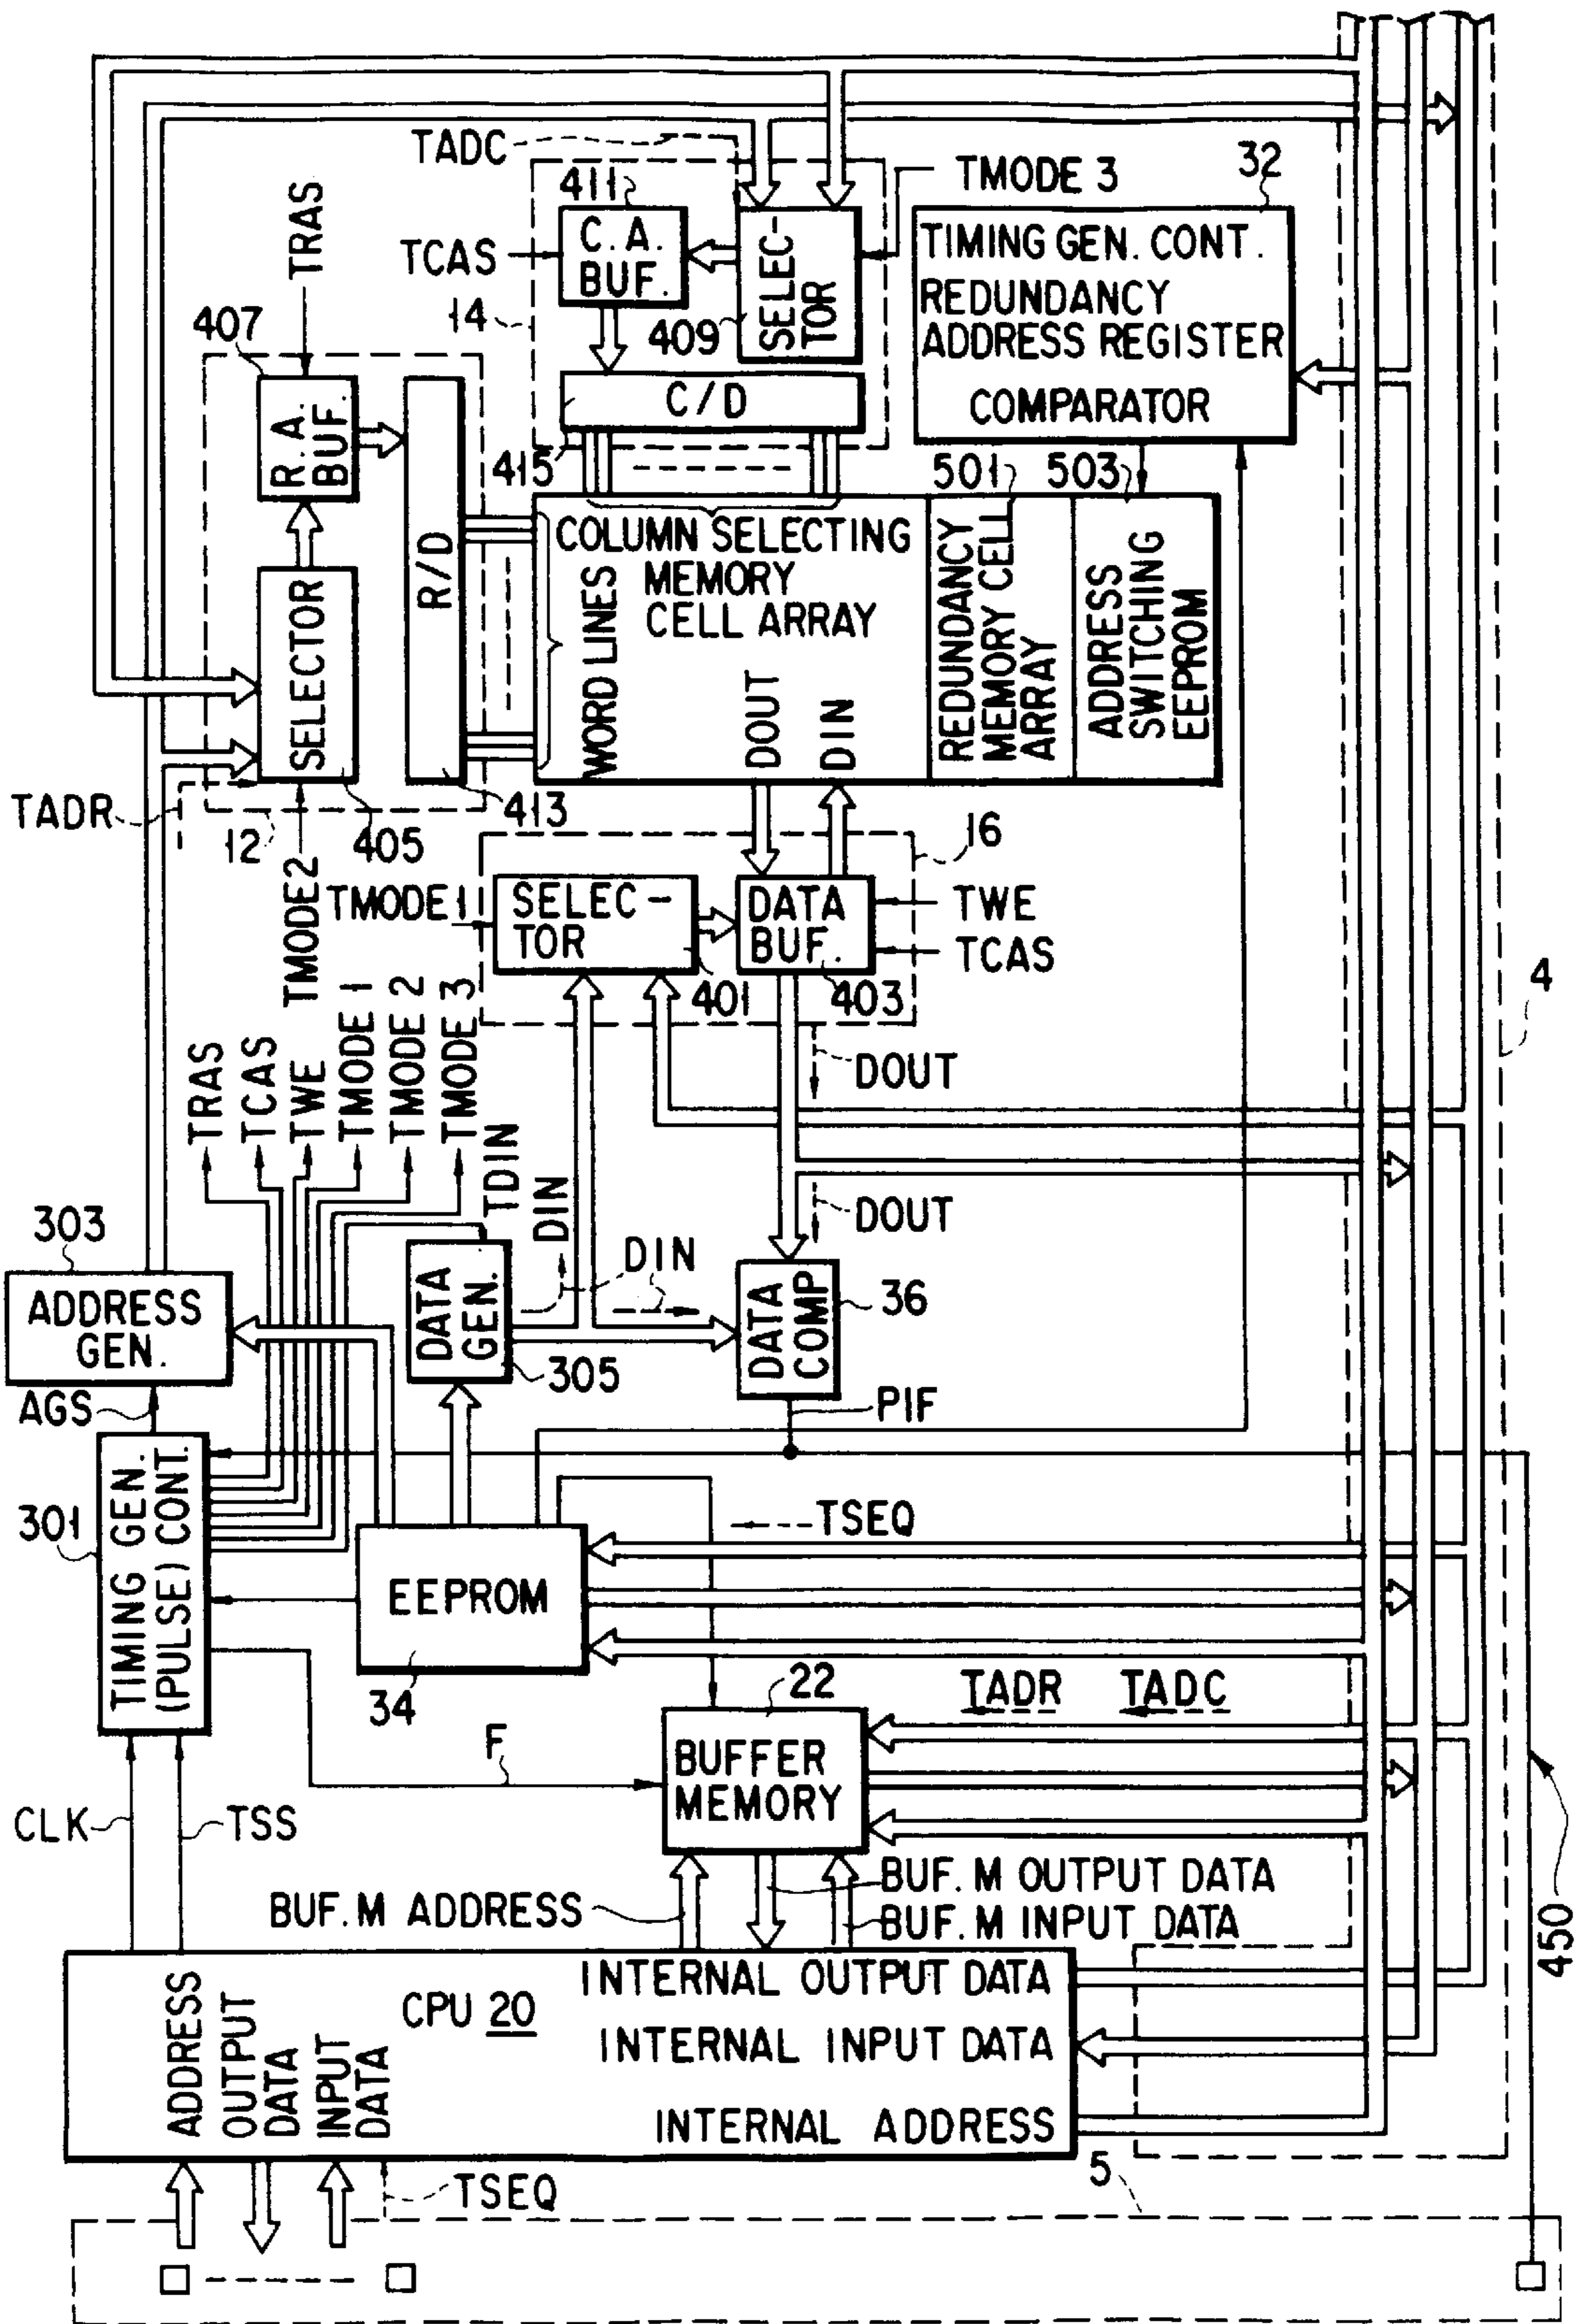 TADC
411
TMODE 3
32
TRAS
TCAS
C. A.
BUF.
SELEC-
TOR
TIMING GEN. CONT.
REDUNDANCY
ADDRESS REGISTER
COMPARATOR
407
14
409
R. A.
BUF.
C/D
415
501
503
R/D
COLUMN SELECTING
MEMORY
CELL ARRAY
WORD LINES
REDUNDANCY
MEMORY CELL
ARRAY
ADDRESS
SWITCHING
EEPROM
SELECTOR
DOUT
DIN
TADR
12
405
413
16
TMODE2
TMODE1
SELEC-
TOR
DATA
BUF.
TWE
TCAS
401
403
4
TRAS
TCAS
TWE
TMODE 1
TMODE 2
TMODE 3
DOUT
TDIN
DIN
DIN
DOUT
303
ADDRESS
GEN.
DATA
GEN.
305
DATA
COMP
36
AGS
PIF
301
TIMING GEN.
(PULSE) CONT.
TSEQ
EEPROM
34
22
TADR
TADC
F
BUFFER
MEMORY
CLK
TSS
BUF. M OUTPUT DATA
BUF. M ADDRESS
BUF. M INPUT DATA
450
ADDRESS
OUTPUT
DATA
INPUT
DATA
CPU 20
INTERNAL OUTPUT DATA
INTERNAL INPUT DATA
INTERNAL ADDRESS
TSEQ
5